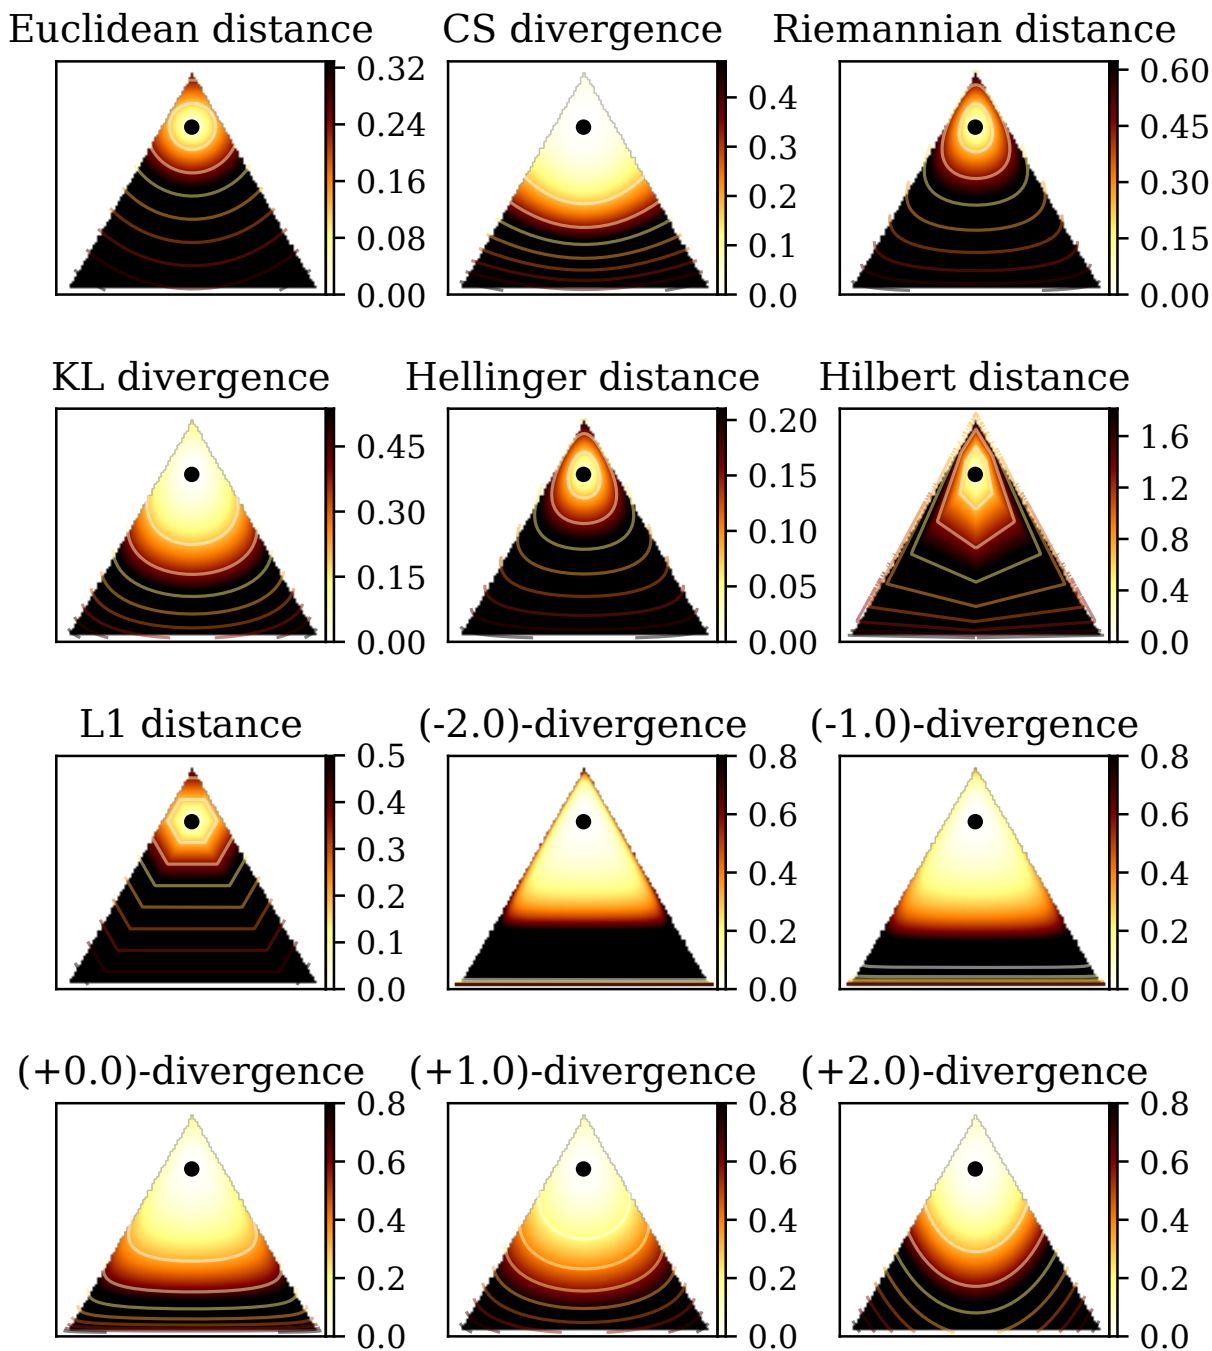 Euclidean distance CS divergence Riemannian distance
0.32 0.4 0.60
0.24 0.3 0.45
0.16 0.2 0.30
0.08 0.1 0.15
0.00 0.0 0.00
KL divergence Hellinger distance Hilbert distance
0.45 0.20 1.6
0.30 0.15 1.2
0.15 0.10 0.8
0.00 0.05 0.4
0.00 0.0
L1 distance (-2.0)-divergence (-1.0)-divergence
0.5 0.8 0.8
0.4 0.6 0.6
0.3 0.4 0.4
0.2 0.2 0.2
0.1 0.0 0.0
0.0
(+0.0)-divergence (+1.0)-divergence (+2.0)-divergence
0.8 0.8 0.8
0.6 0.6 0.6
0.4 0.4 0.4
0.2 0.2 0.2
0.0 0.0 0.0